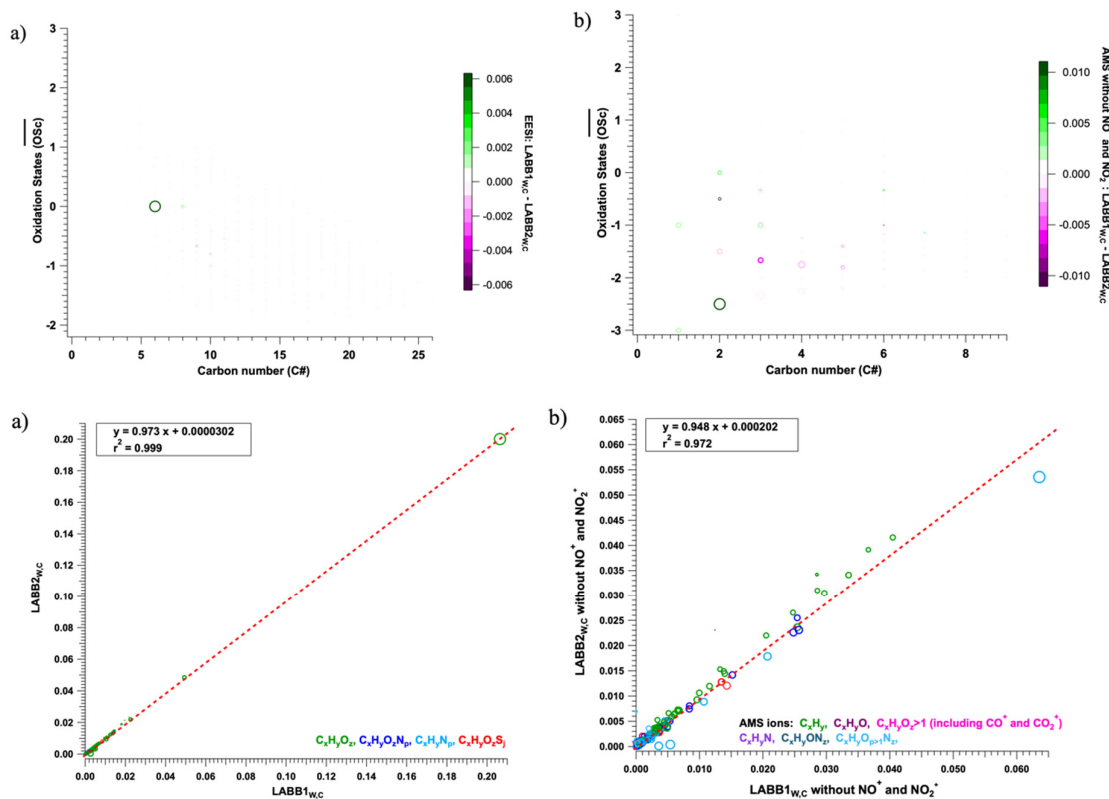 a)
3
2
1
0
-1
-2
Oxidation States (OSc)
0 5 10 15 20 25
Carbon number (C#)
0.006
0.004
0.002
0.000
-0.002
-0.004
-0.006
EESI: LABB1W,C - LABB2W,C
b)
3
2
1
0
-1
-2
-3
Oxidation States (OSc)
0 2 4 6 8
Carbon number (C#)
0.010
0.005
0.000
-0.005
-0.010
AMS without NO and NO2 : LABB1W,C - LABB2W,C
a)
y = 0.973 x + 0.0000302
r2 = 0.999
0.20
0.18
0.16
0.14
0.12
0.10
0.08
0.06
0.04
0.02
0.00
LABB2W,C
CxHyOz, CxHyOzNp, CxHyNp, CxHyOzSj
0.00 0.02 0.04 0.06 0.08 0.10 0.12 0.14 0.16 0.18 0.20
LABB1W,C
b)
y = 0.948 x + 0.000202
r2 = 0.972
0.065
0.060
0.055
0.050
0.045
0.040
0.035
0.030
0.025
0.020
0.015
0.010
0.005
0.000
LABB2W,C without NO+ and NO2+
AMS ions: CxHy, CxHyO, CxHyOz>1 (including CO+ and CO2+)
CxHyN, CxHyONz, CxHyOp>1Nz,
0.000 0.010 0.020 0.030 0.040 0.050 0.060
LABB1W,C without NO+ and NO2+